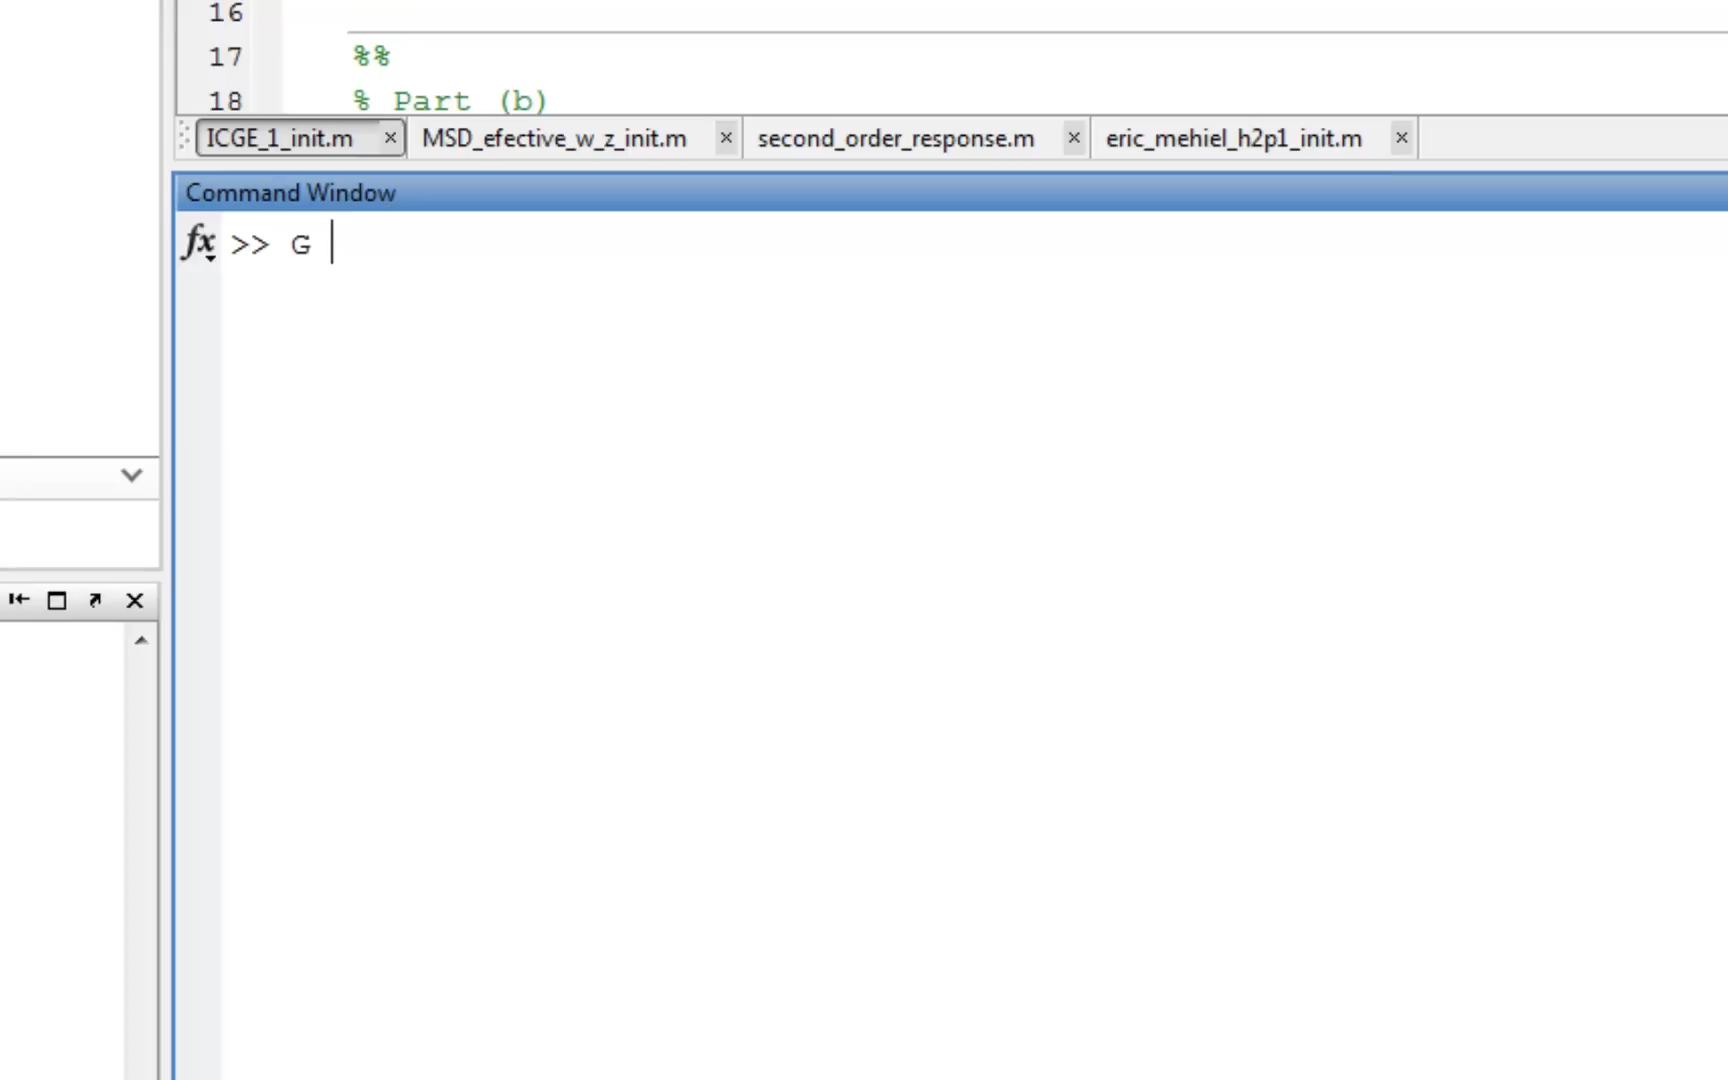 16
17 %%
18 % Part (b)
ICGE_1_init.m × MSD_efective_w_z_init.m × second_order_response.m × eric_mehiel_h2p1_init.m ×
Command Window
fx >> G